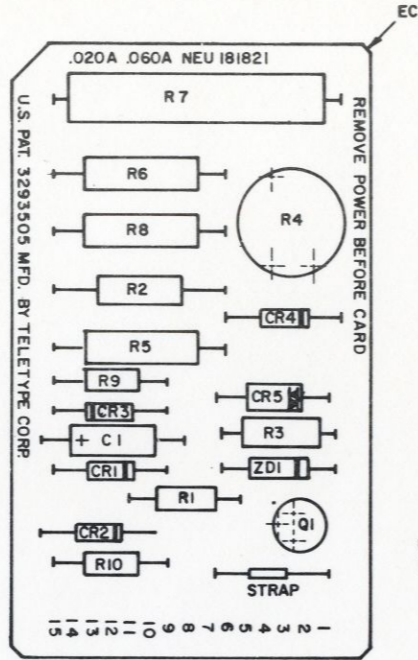 EC
.020A .060A NEU 181821
U.S. PAT. 3293505 MFD. BY TELETYPE CORP.
REMOVE POWER BEFORE CARD
R7
R6
R4
R8
R2
CR4
R5
R9
CR5
CR3
R3
+ C1
CR1
ZD1
R1
Q1
CR2
R10
STRAP
15 14 13 12 11 10 9 8 7 6 5 4 3 2 1